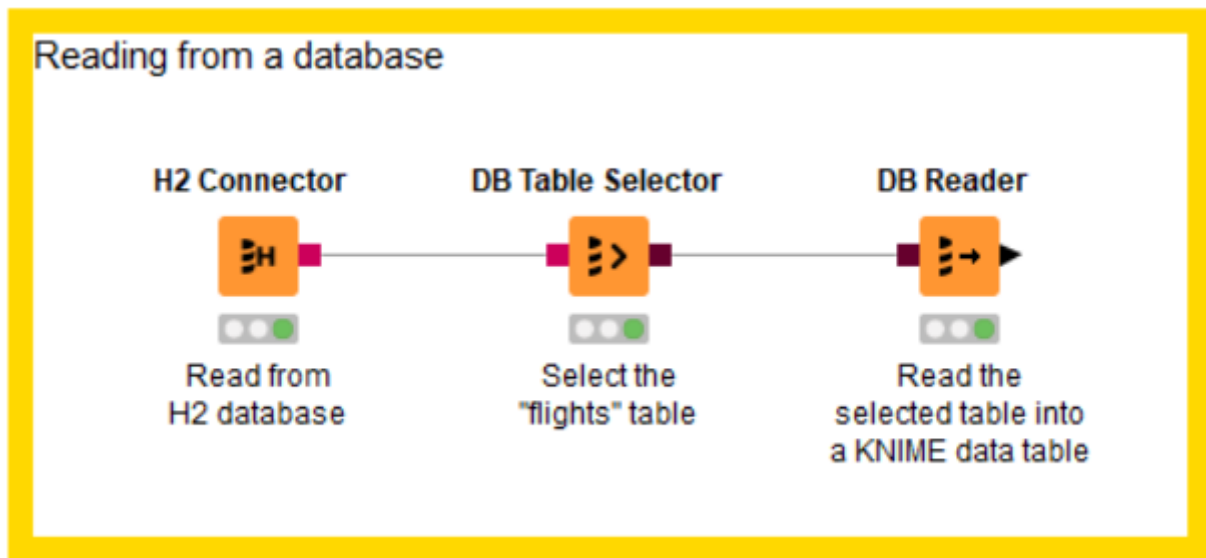 Reading from a database
H2 Connector
DB Table Selector
DB Reader
H
Read from
H2 database
Select the
"flights" table
Read the
selected table into
a KNIME data table